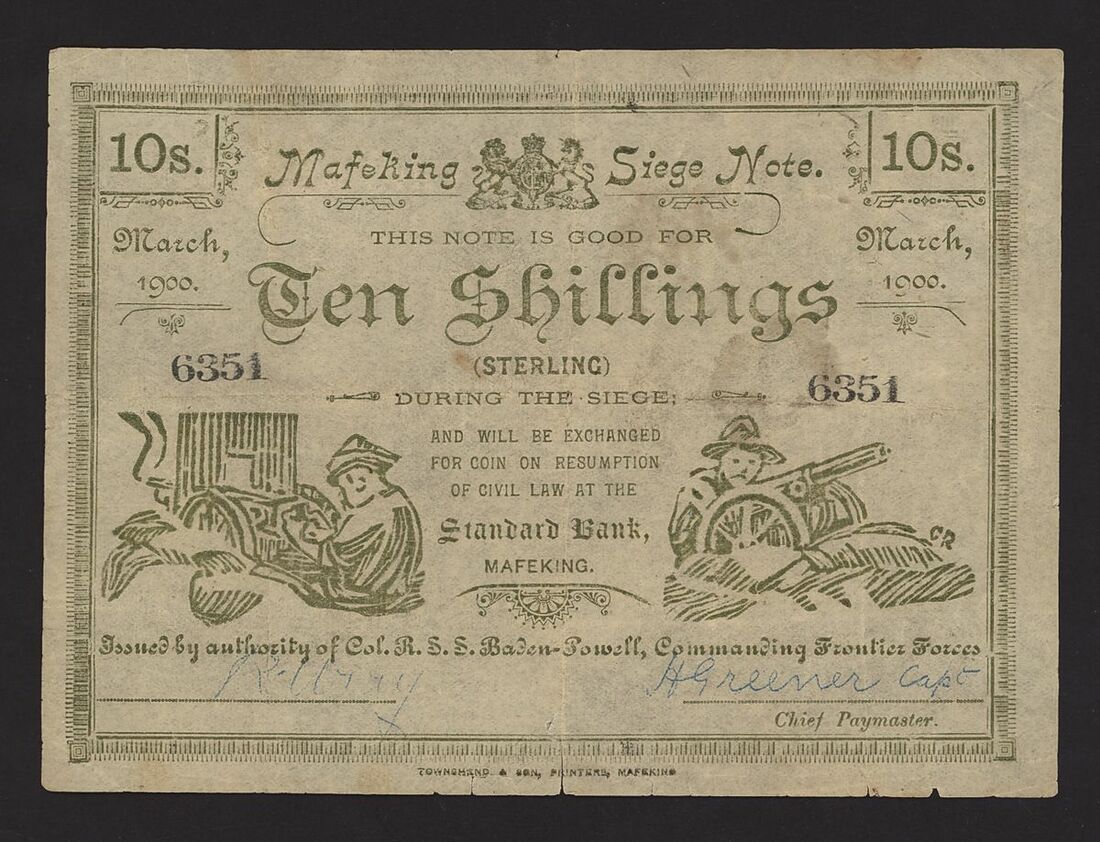 10s. Mafeking Siege Note. 10s.
March, 1900.
March, 1900.
THIS NOTE IS GOOD FOR
Ten Shillings
(STERLING)
6351
6351
DURING THE SIEGE;
AND WILL BE EXCHANGED
FOR COIN ON RESUMPTION
OF CIVIL LAW AT THE
Standard Bank,
MAFEKING.
CR
Issued by authority of Col. R. S. S. Baden-Powell, Commanding Frontier Forces
H Greener Capt
Chief Paymaster.
TOWNSHEND & SON, PRINTERS, MAFEKING